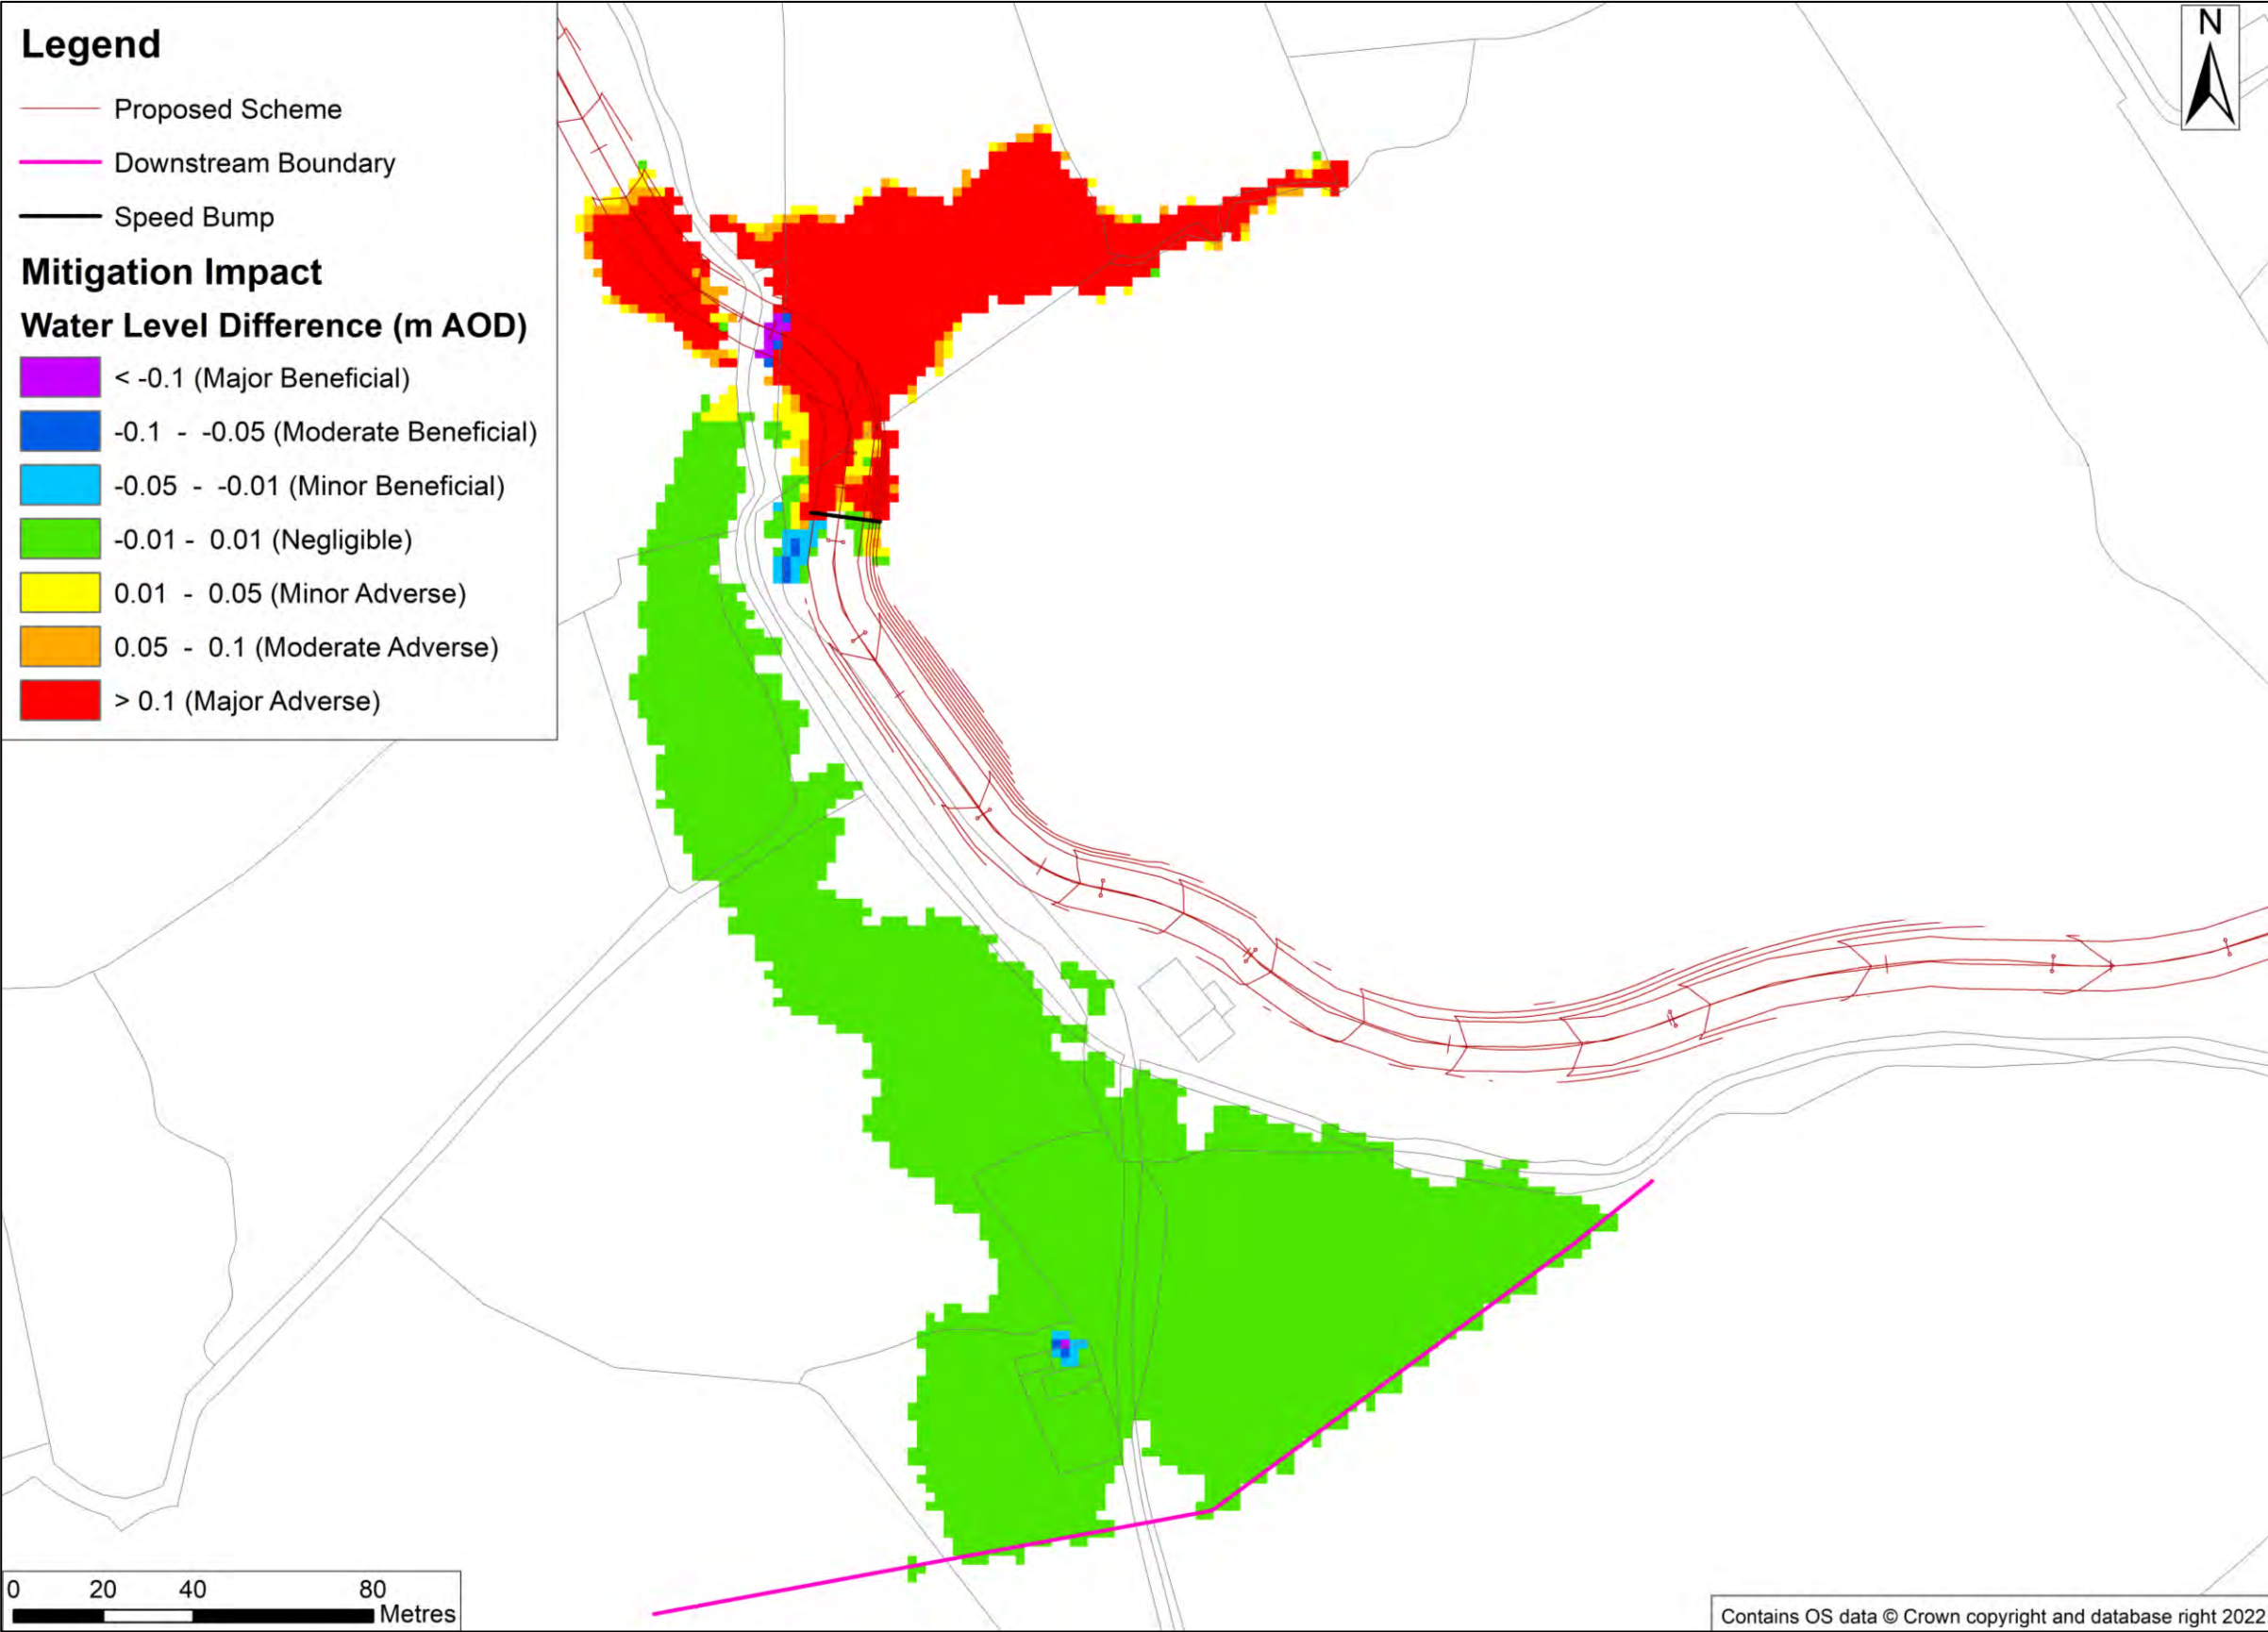 Legend
Proposed Scheme
Downstream Boundary
Speed Bump
Mitigation Impact
Water Level Difference (m AOD)
< -0.1 (Major Beneficial)
-0.1 - -0.05 (Moderate Beneficial)
-0.05 - -0.01 (Minor Beneficial)
-0.01 - 0.01 (Negligible)
0.01 - 0.05 (Minor Adverse)
0.05 - 0.1 (Moderate Adverse)
> 0.1 (Major Adverse)
N
0 20 40 80
Metres
Contains OS data © Crown copyright and database right 2022